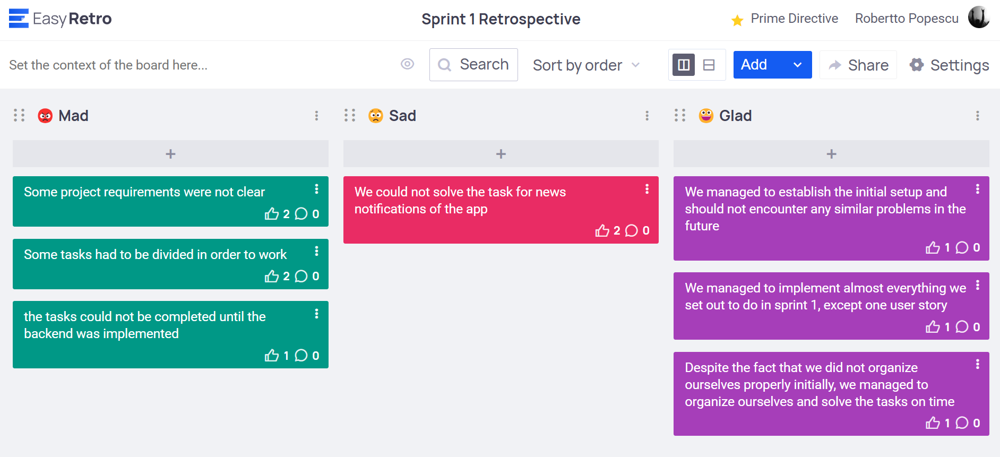 EasyRetro
Sprint 1 Retrospective
Prime Directive
Robertto Popescu
Set the context of the board here...
Search
Sort by order
Add
Share
Settings
Mad
+
Some project requirements were not clear
2 0
Some tasks had to be divided in order to work
2 0
the tasks could not be completed until the
backend was implemented
1 0
Sad
+
We could not solve the task for news
notifications of the app
2 0
Glad
+
We managed to establish the initial setup and
should not encounter any similar problems in the
future
1 0
We managed to implement almost everything we
set out to do in sprint 1, except one user story
1 0
Despite the fact that we did not organize
ourselves properly initially, we managed to
organize ourselves and solve the tasks on time
1 0